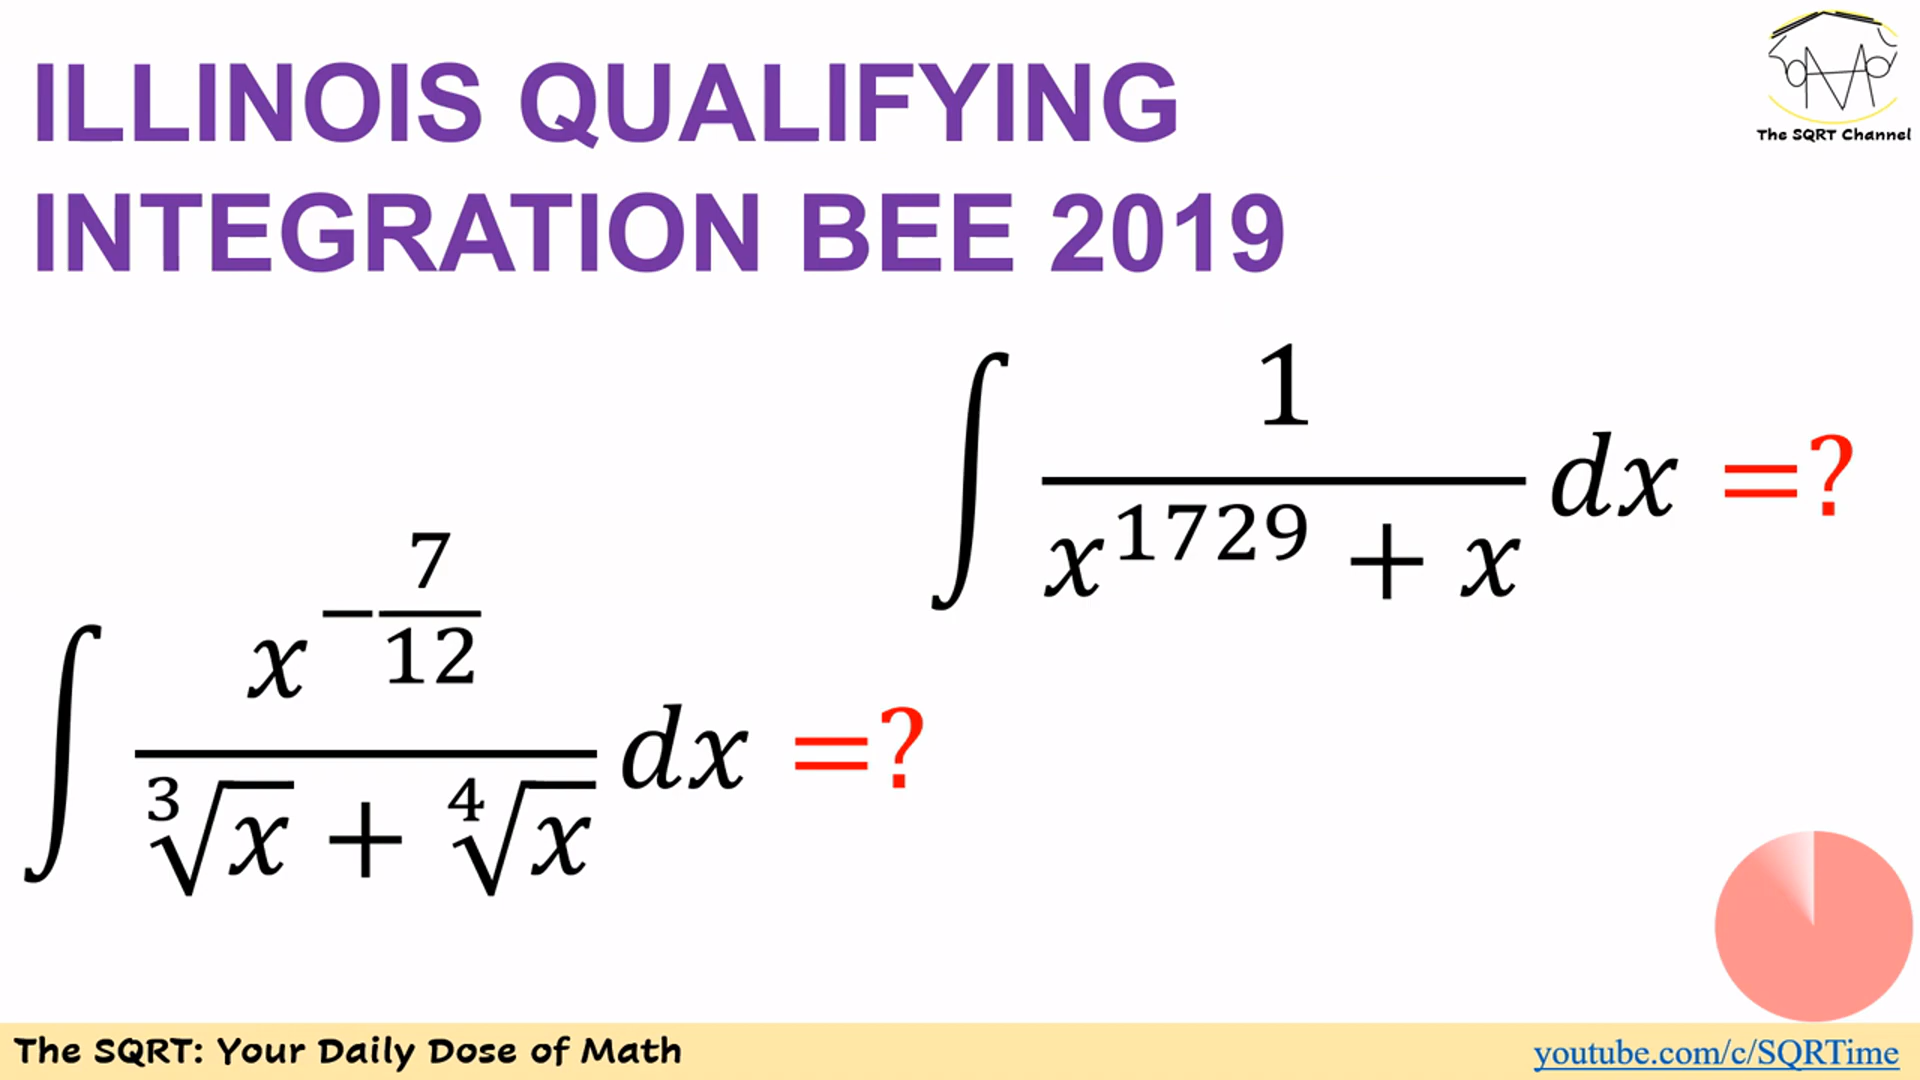 ILLINOIS QUALIFYING
INTEGRATION BEE 2019
The SQRT Channel
∫ 1/(x^1729 + x) dx =?
∫ x^(−7/12)/(∛x + ∜x) dx =?
The SQRT: Your Daily Dose of Math
youtube.com/c/SQRTime